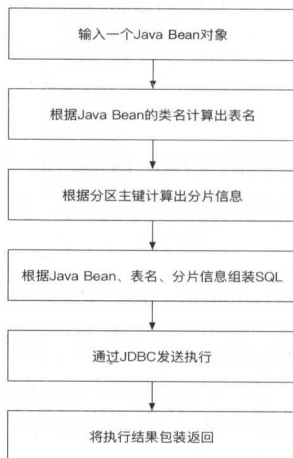 输入一个Java Bean对象
根据Java Bean的类名计算出表名
根据分区主键计算出分片信息
根据Java Bean、表名、分片信息组装SQL
通过JDBC发送执行
将执行结果包装返回